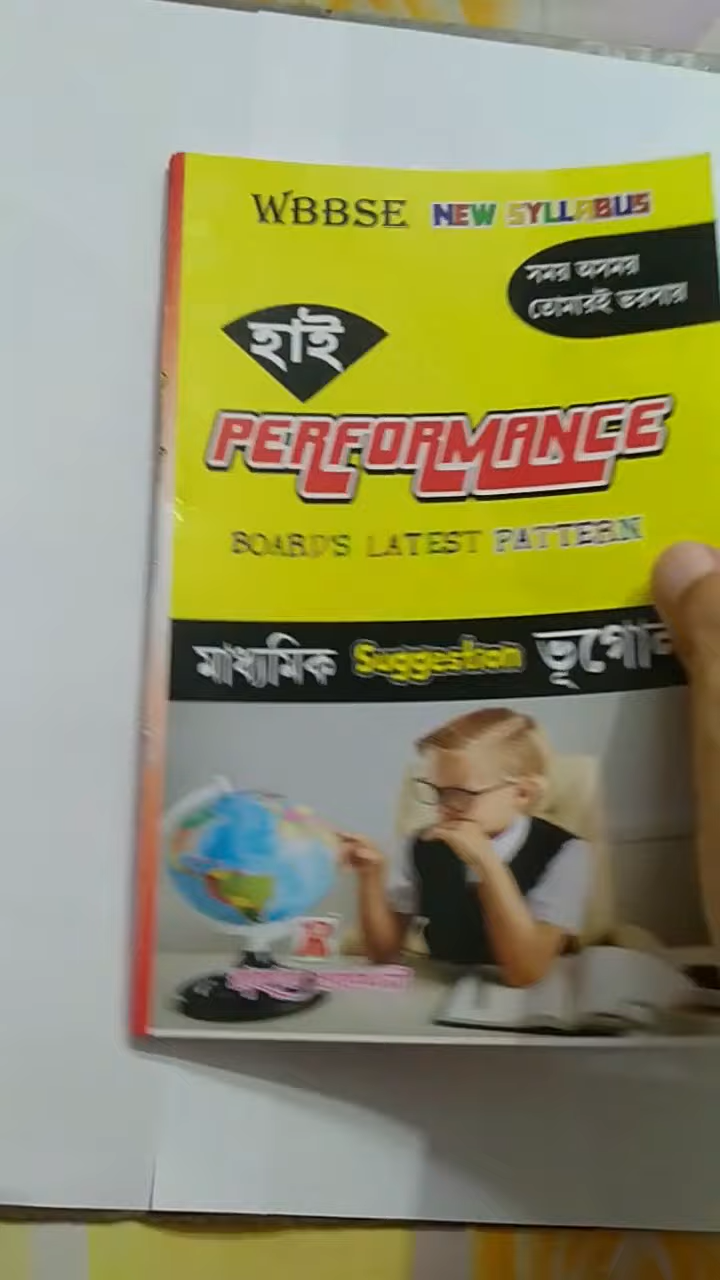 WBBSE NEW SYLLABUS
সময় অসময়
তোমারই ভরসায়
হাই
PERFORMANCE
BOARD'S LATEST PATTERN
মাধ্যমিক Suggestion ভূগোল
R